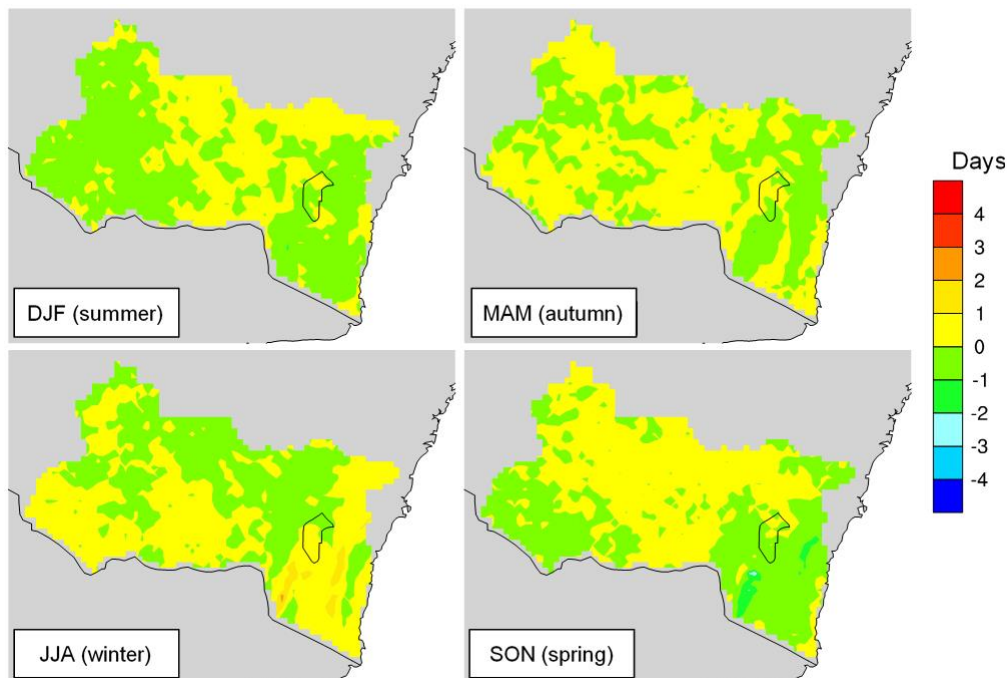 DJF (summer)
MAM (autumn)
JJA (winter)
SON (spring)
Days
4
3
2
1
0
-1
-2
-3
-4